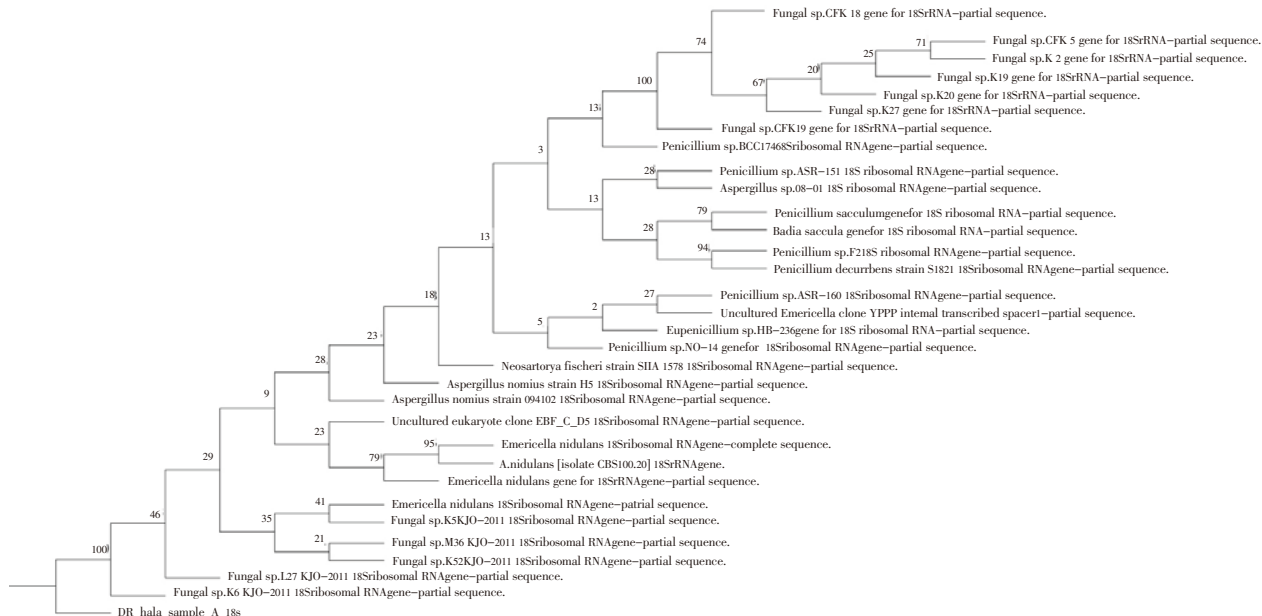 Fungal sp.CFK 18 gene for 18SrRNA-partial sequence.
74
71
Fungal sp.CFK 5 gene for 18SrRNA-partial sequence.
25
Fungal sp.K 2 gene for 18SrRNA-partial sequence.
20
Fungal sp.K19 gene for 18SrRNA-partial sequence.
100
67
Fungal sp.K20 gene for 18SrRNA-partial sequence.
13
Fungal sp.K27 gene for 18SrRNA-partial sequence.
Fungal sp.CFK19 gene for 18SrRNA-partial sequence.
3
Penicillium sp.BCC17468Sribosomal RNAgene-partial sequence.
28
Penicillium sp.ASR-151 18S ribosomal RNAgene-partial sequence.
Aspergillus sp.08-01 18S ribosomal RNAgene-partial sequence.
13
79
Penicillium sacculumgenefor 18S ribosomal RNA-partial sequence.
28
Badia saccula genefor 18S ribosomal RNA-partial sequence.
13
94
Penicillium sp.F218S ribosomal RNAgene-partial sequence.
Penicillium decurrbens strain S1821 18Sribosomal RNAgene-partial sequence.
18
27
Penicillium sp.ASR-160 18Sribosomal RNAgene-partial sequence.
2
Uncultured Emericella clone YPPP internal transcribed spacer1-partial sequence.
5
Eupenicillium sp.HB-236gene for 18S ribosomal RNA-partial sequence.
23
Penicillium sp.NO-14 genefor 18Sribosomal RNAgene-partial sequence.
28
Neosartorya fischeri strain SIIA 1578 18Sribosomal RNAgene-partial sequence.
Aspergillus nomius strain H5 18Sribosomal RNAgene-partial sequence.
9
Aspergillus nomius strain 094102 18Sribosomal RNAgene-partial sequence.
23
Uncultured eukaryote clone EBF_C_D5 18Sribosomal RNAgene-partial sequence.
95
Emericella nidulans 18Sribosomal RNAgene-complete sequence.
29
79
A.nidulans [isolate CBS100.20] 18SrRNAgene.
Emericella nidulans gene for 18SrRNAgene-partial sequence.
41
Emericella nidulans 18Sribosomal RNAgene-patrial sequence.
46
35
Fungal sp.K5KJO-2011 18Sribosomal RNAgene-partial sequence.
21
Fungal sp.M36 KJO-2011 18Sribosomal RNAgene-partial sequence.
100
Fungal sp.K52KJO-2011 18Sribosomal RNAgene-partial sequence.
Fungal sp.L27 KJO-2011 18Sribosomal RNAgene-partial sequence.
Fungal sp.K6 KJO-2011 18Sribosomal RNAgene-partial sequence.
DR_hala_sample_A_18s